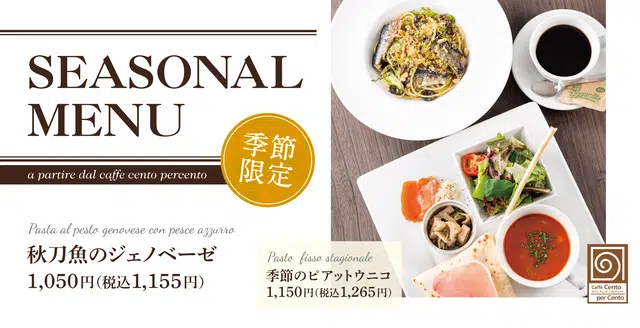 SEASONAL
MENU
季節
限定
a partire dal caffe cento percento
Pasta al pesto genovese con pesce azzurro
秋刀魚のジェノベーゼ
1,050円(税込1,155円)
Pasto fisso stagionale
季節のピアットウニコ
1,150円(税込1,265円)
Caffè Cento
per Cento